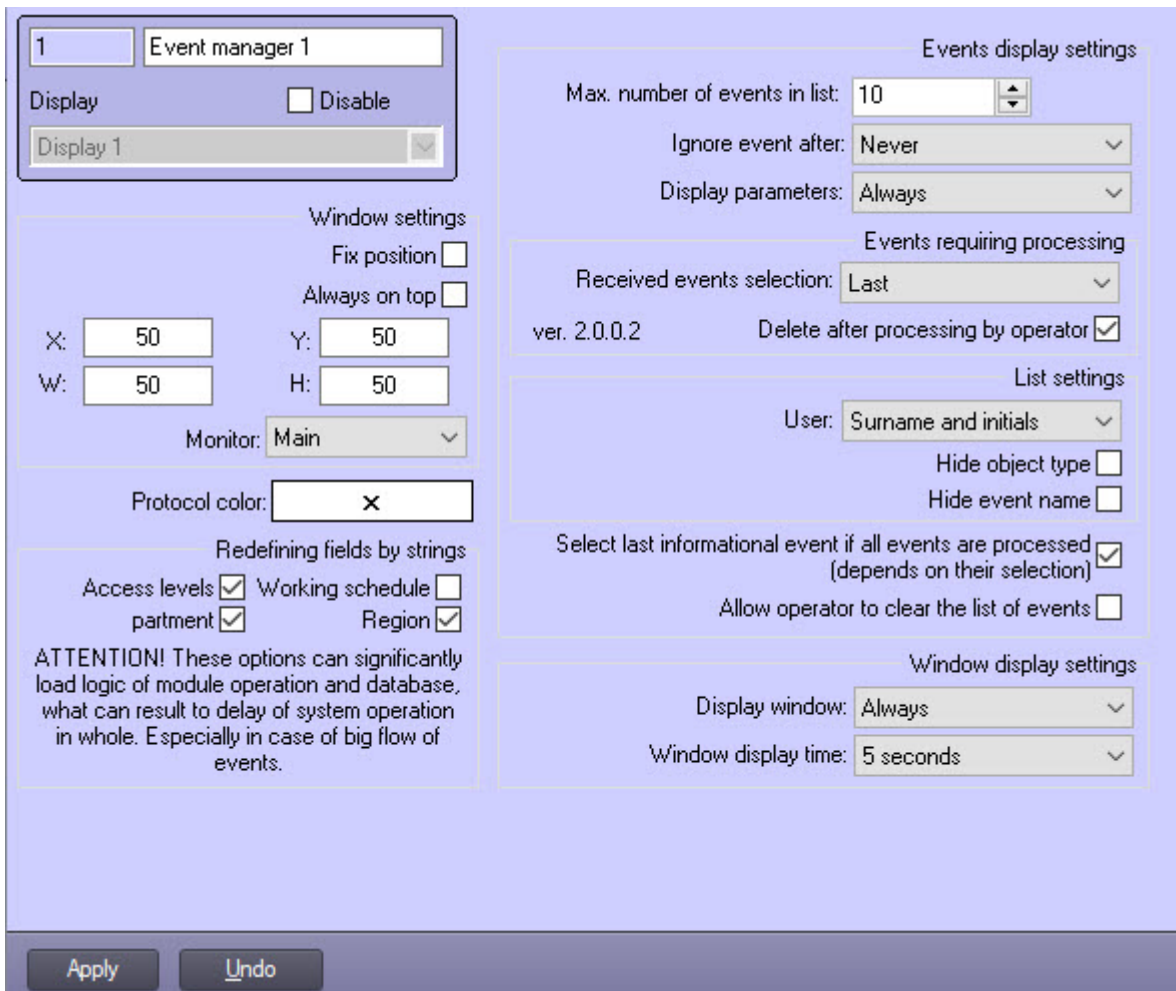 1
Event manager 1
Display
Disable
Display 1
Window settings
Fix position
Always on top
X: 50 Y: 50
W: 50 H: 50
Monitor: Main
Protocol color: ×
Redefining fields by strings
Access levels Working schedule
partment Region
ATTENTION! These options can significantly
load logic of module operation and database,
what can result to delay of system operation
in whole. Especially in case of big flow of
events.
Events display settings
Max. number of events in list: 10
Ignore event after: Never
Display parameters: Always
Events requiring processing
Received events selection: Last
ver. 2.0.0.2 Delete after processing by operator
List settings
User: Surname and initials
Hide object type
Hide event name
Select last informational event if all events are processed
(depends on their selection)
Allow operator to clear the list of events
Window display settings
Display window: Always
Window display time: 5 seconds
Apply Undo